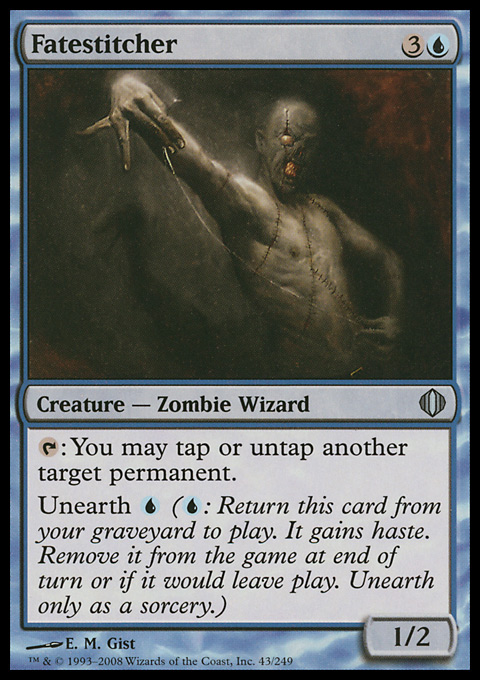 Fatestitcher 3
Creature — Zombie Wizard
: You may tap or untap another
target permanent.
Unearth (: Return this card from
your graveyard to play. It gains haste.
Remove it from the game at end of
turn or if it would leave play. Unearth
only as a sorcery.)
1/2
E. M. Gist
™ & © 1993–2008 Wizards of the Coast, Inc. 43/249